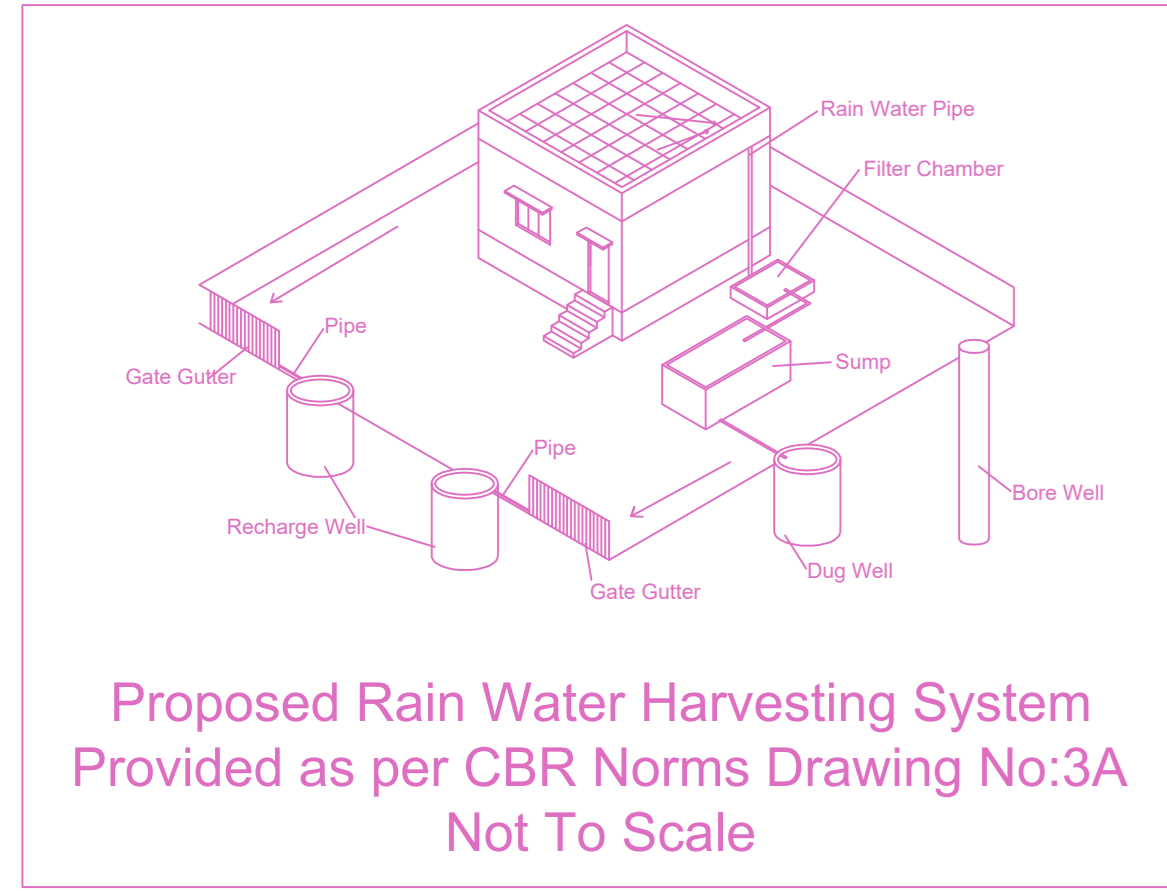 Rain Water Pipe
Filter Chamber
Pipe
Gate Gutter
Sump
Pipe
Bore Well
Recharge Well
Dug Well
Gate Gutter
Proposed Rain Water Harvesting System
Provided as per CBR Norms Drawing No:3A
Not To Scale